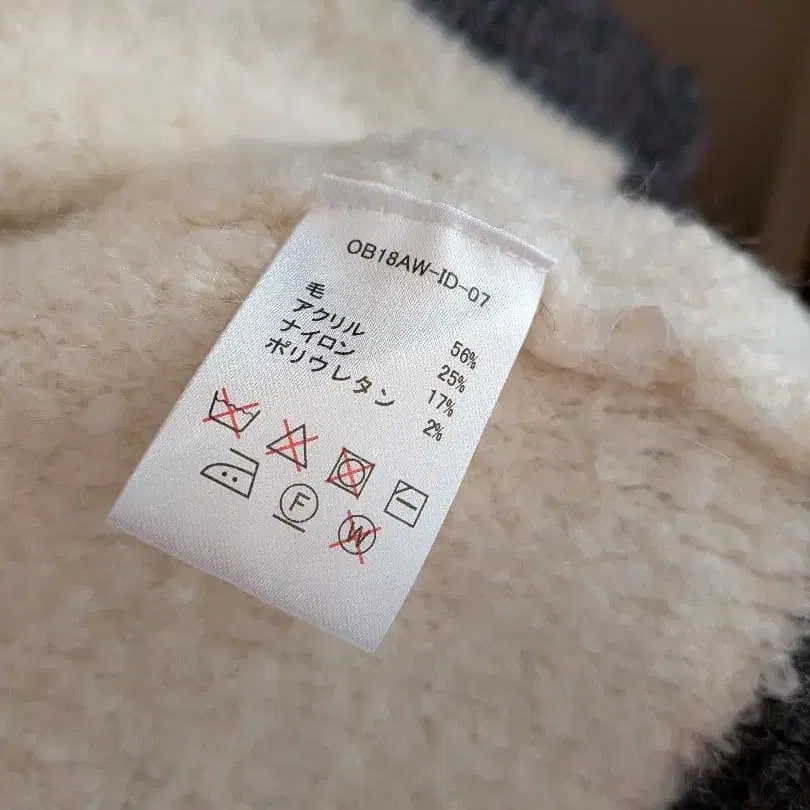 OB18AW-ID-07
毛 56%
アクリル 25%
ナイロン 17%
ポリウレタン 2%
F
W